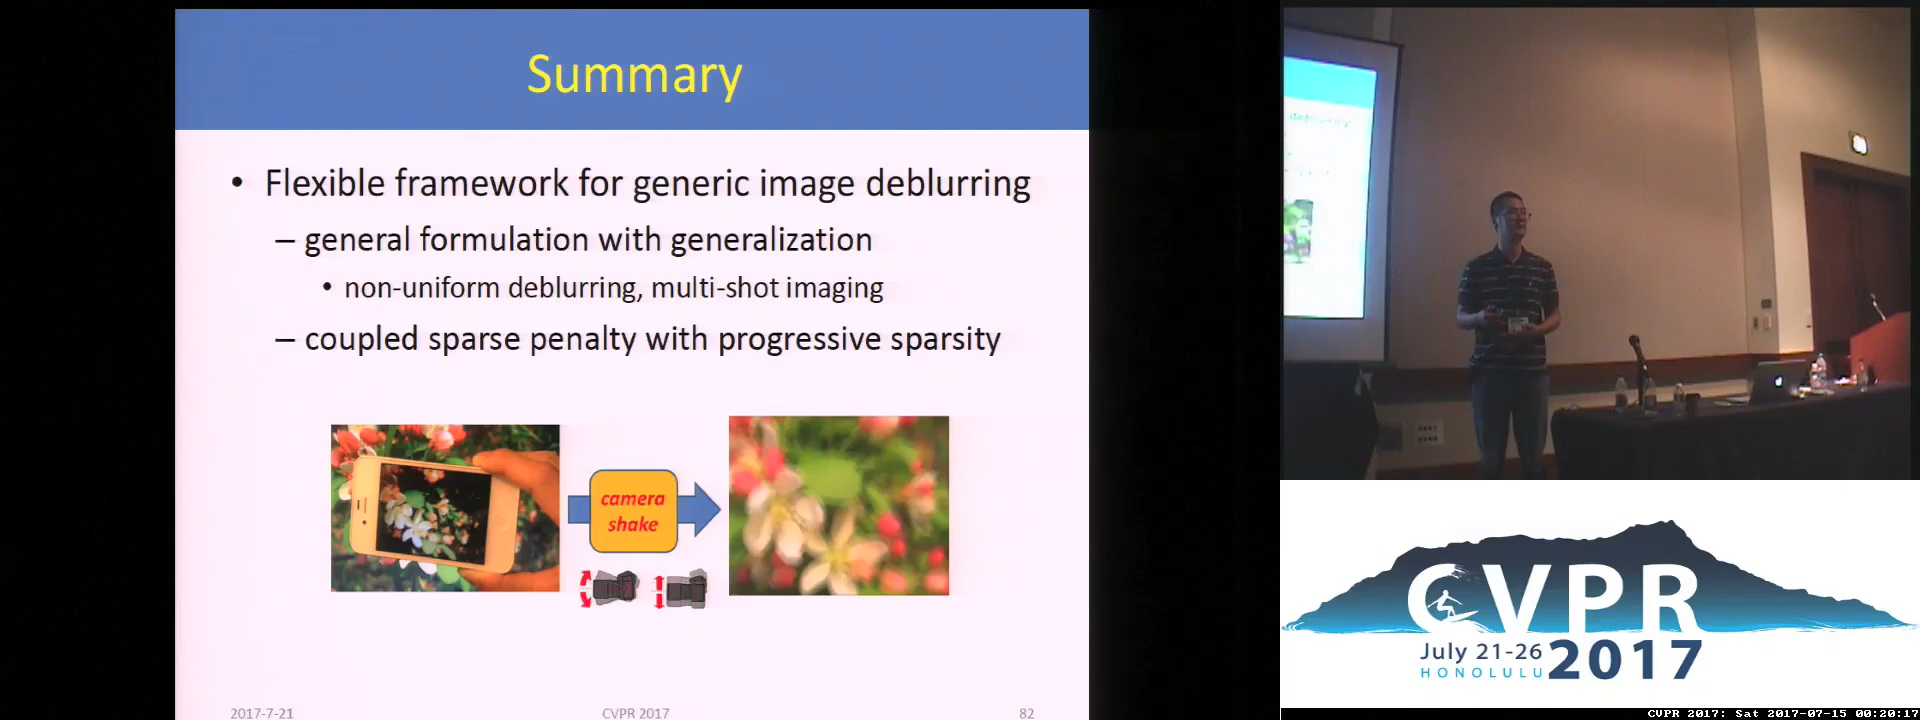 Summary
• Flexible framework for generic image deblurring
– general formulation with generalization
• non-uniform deblurring, multi-shot imaging
– coupled sparse penalty with progressive sparsity
camera
shake
2017-7-21
CVPR 2017
82
CVPR
July 21-26
HONOLULU
2017
CVPR 2017: Sat 2017-07-15 00:20:17